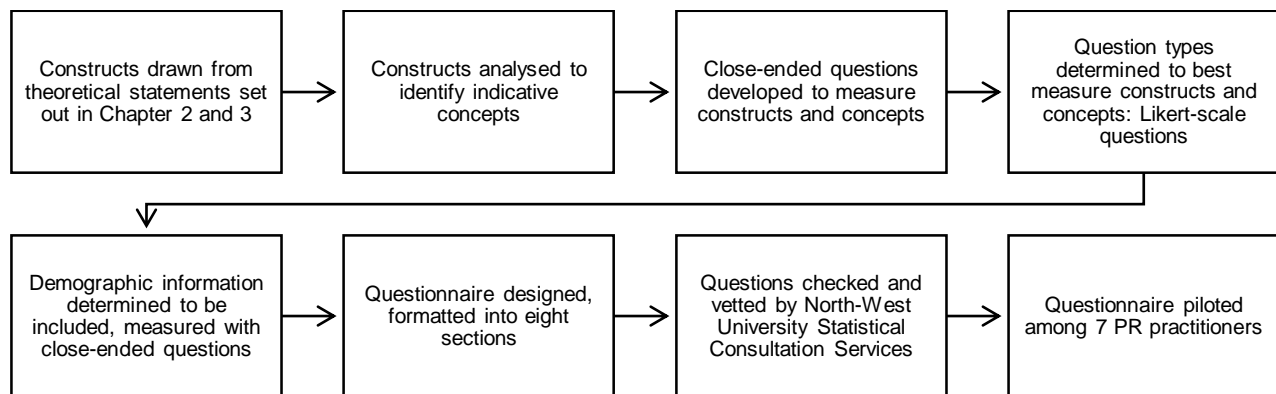 Constructs drawn from
theoretical statements set
out in Chapter 2 and 3
Constructs analysed to
identify indicative
concepts
Close-ended questions
developed to measure
constructs and concepts
Question types
determined to best
measure constructs and
concepts: Likert-scale
questions
Demographic information
determined to be
included, measured with
close-ended questions
Questionnaire designed,
formatted into eight
sections
Questions checked and
vetted by North-West
University Statistical
Consultation Services
Questionnaire piloted
among 7 PR practitioners